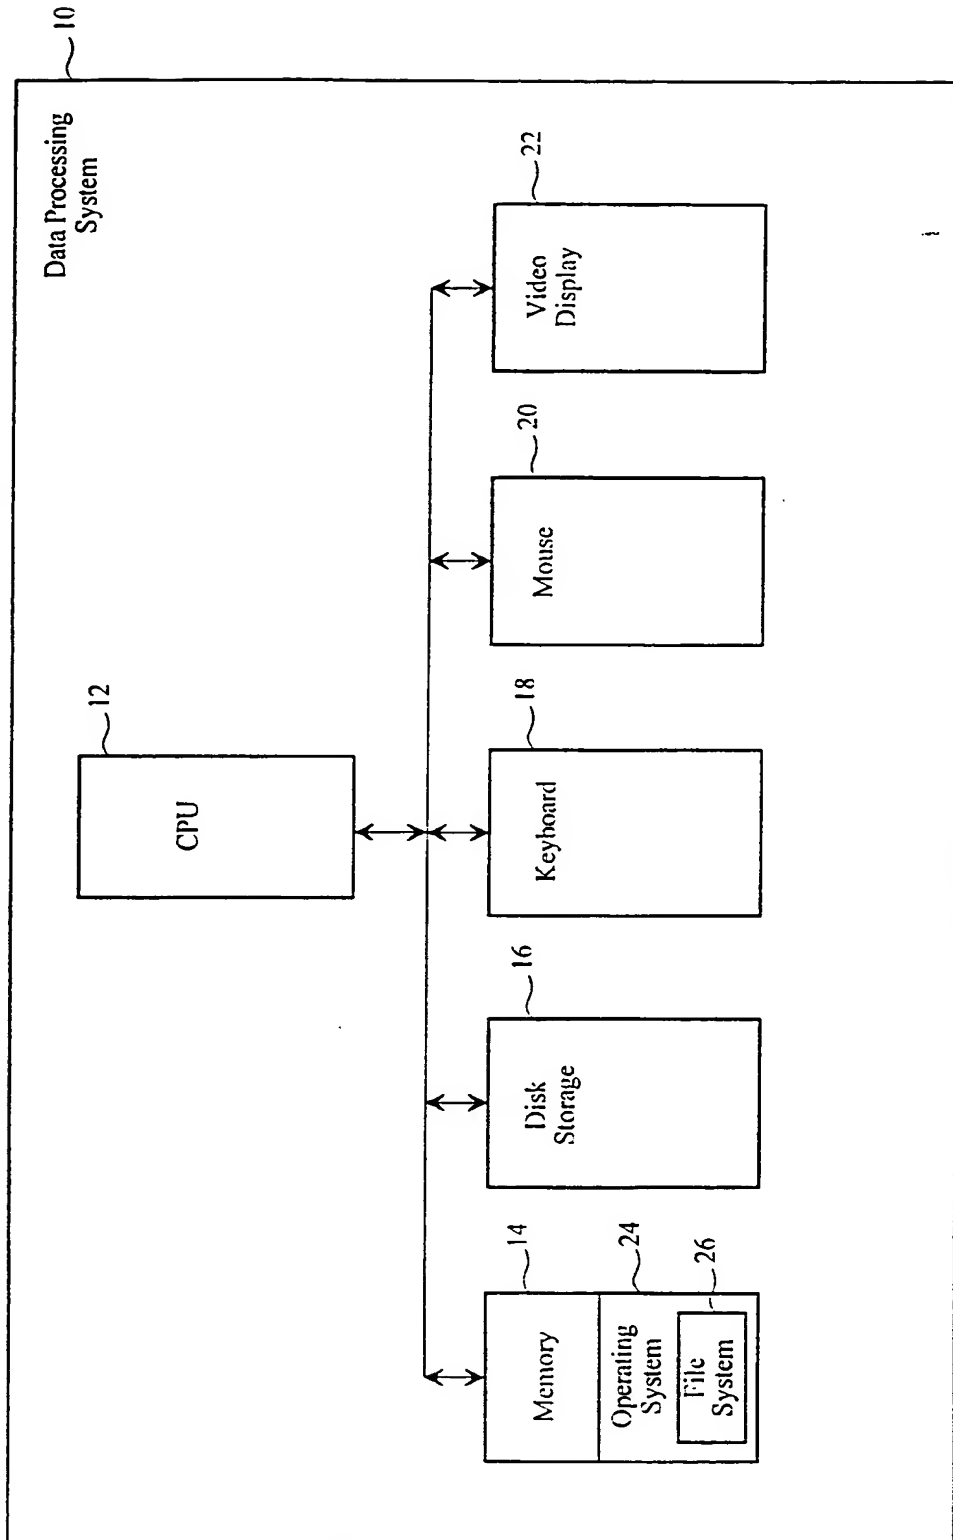 Data Processing
System
10
CPU
12
Memory
14
Operating
System
24
File
System
26
Disk
Storage
16
Keyboard
18
Mouse
20
Video
Display
22